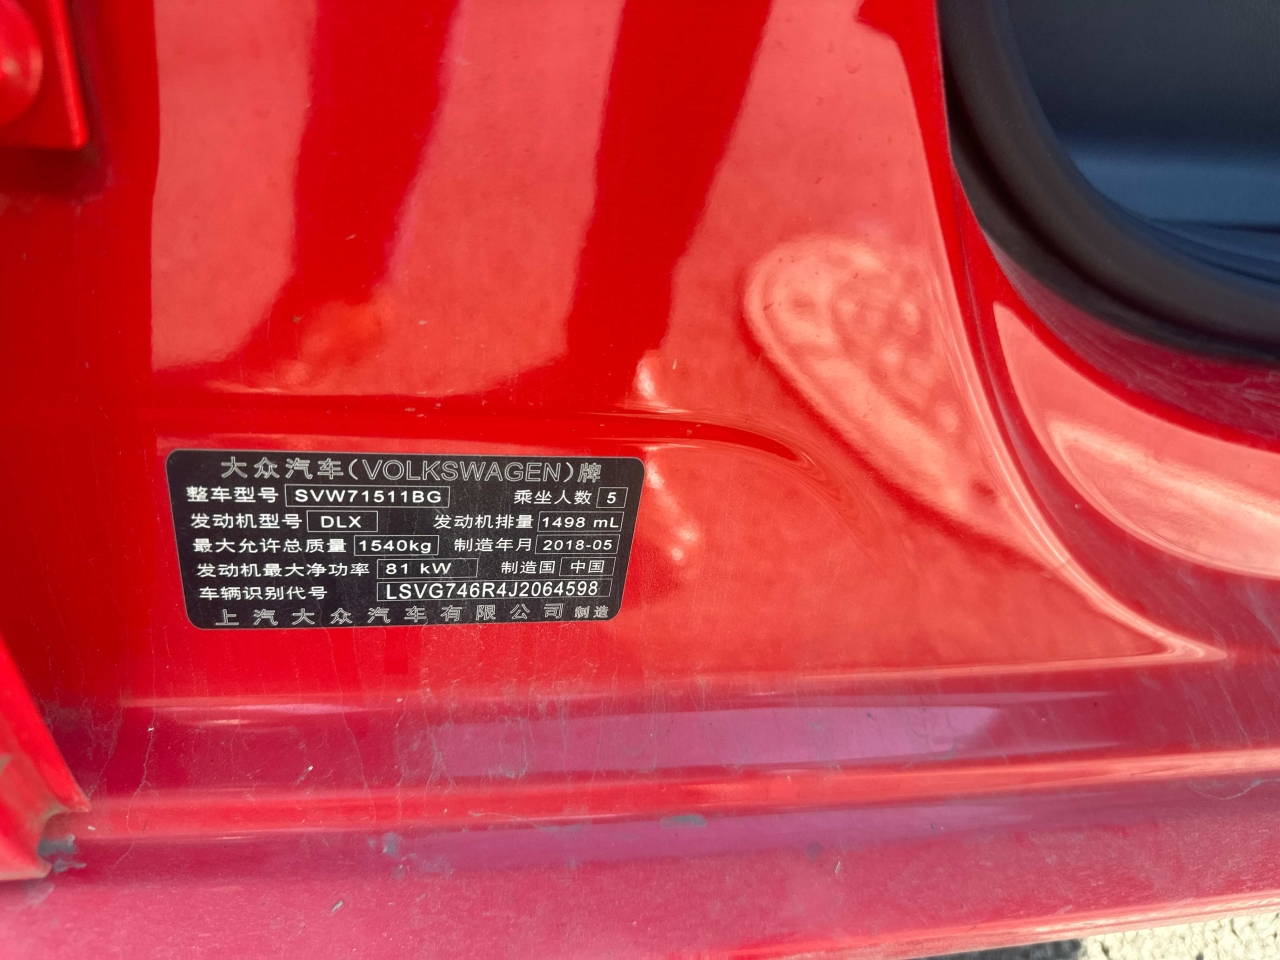 大众汽车(VOLKSWAGEN)牌
整车型号 SVW71511BG 乘坐人数 5
发动机型号 DLX 发动机排量 1498 mL
最大允许总质量 1540kg 制造年月 2018-05
发动机最大净功率 81 kW 制造国 中国
车辆识别代号 LSVG746R4J2064598
上汽大众汽车有限公司 制造